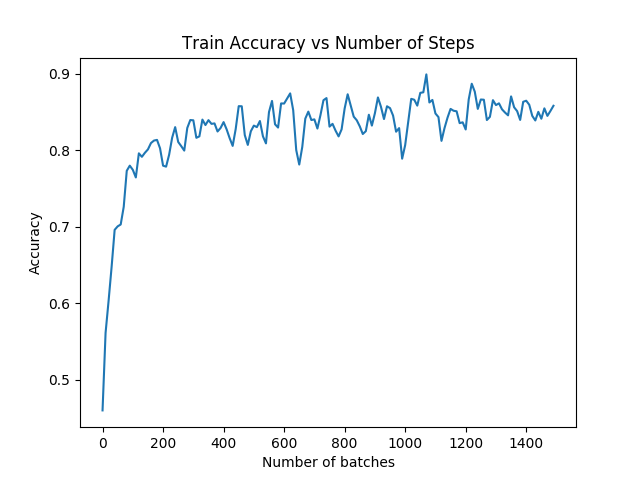 Train Accuracy vs Number of Steps
0.9
0.8
0.7
0.6
0.5
Accuracy
0 200 400 600 800 1000 1200 1400
Number of batches